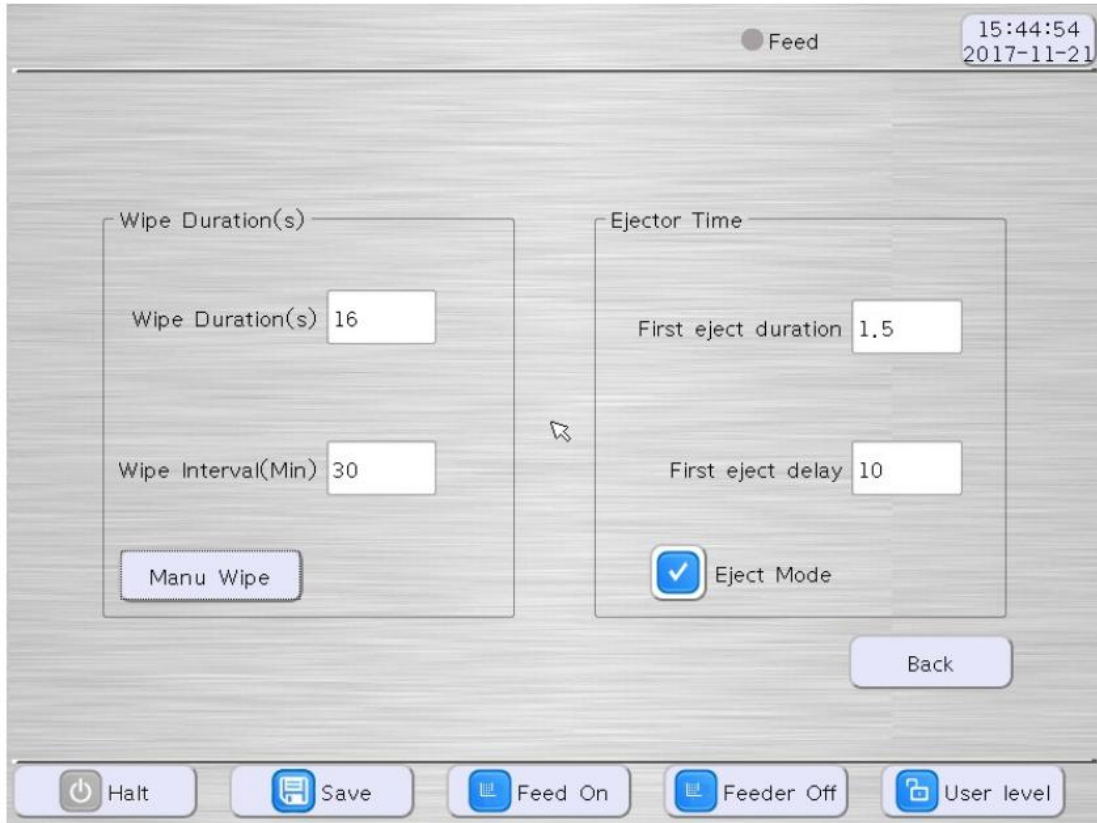 Feed
15:44:54
2017-11-21
Wipe Duration(s)
Wipe Duration(s) 16
Wipe Interval(Min) 30
Manu Wipe
Ejector Time
First eject duration 1.5
First eject delay 10
Eject Mode
Back
Halt
Save
Feed On
Feeder Off
User level